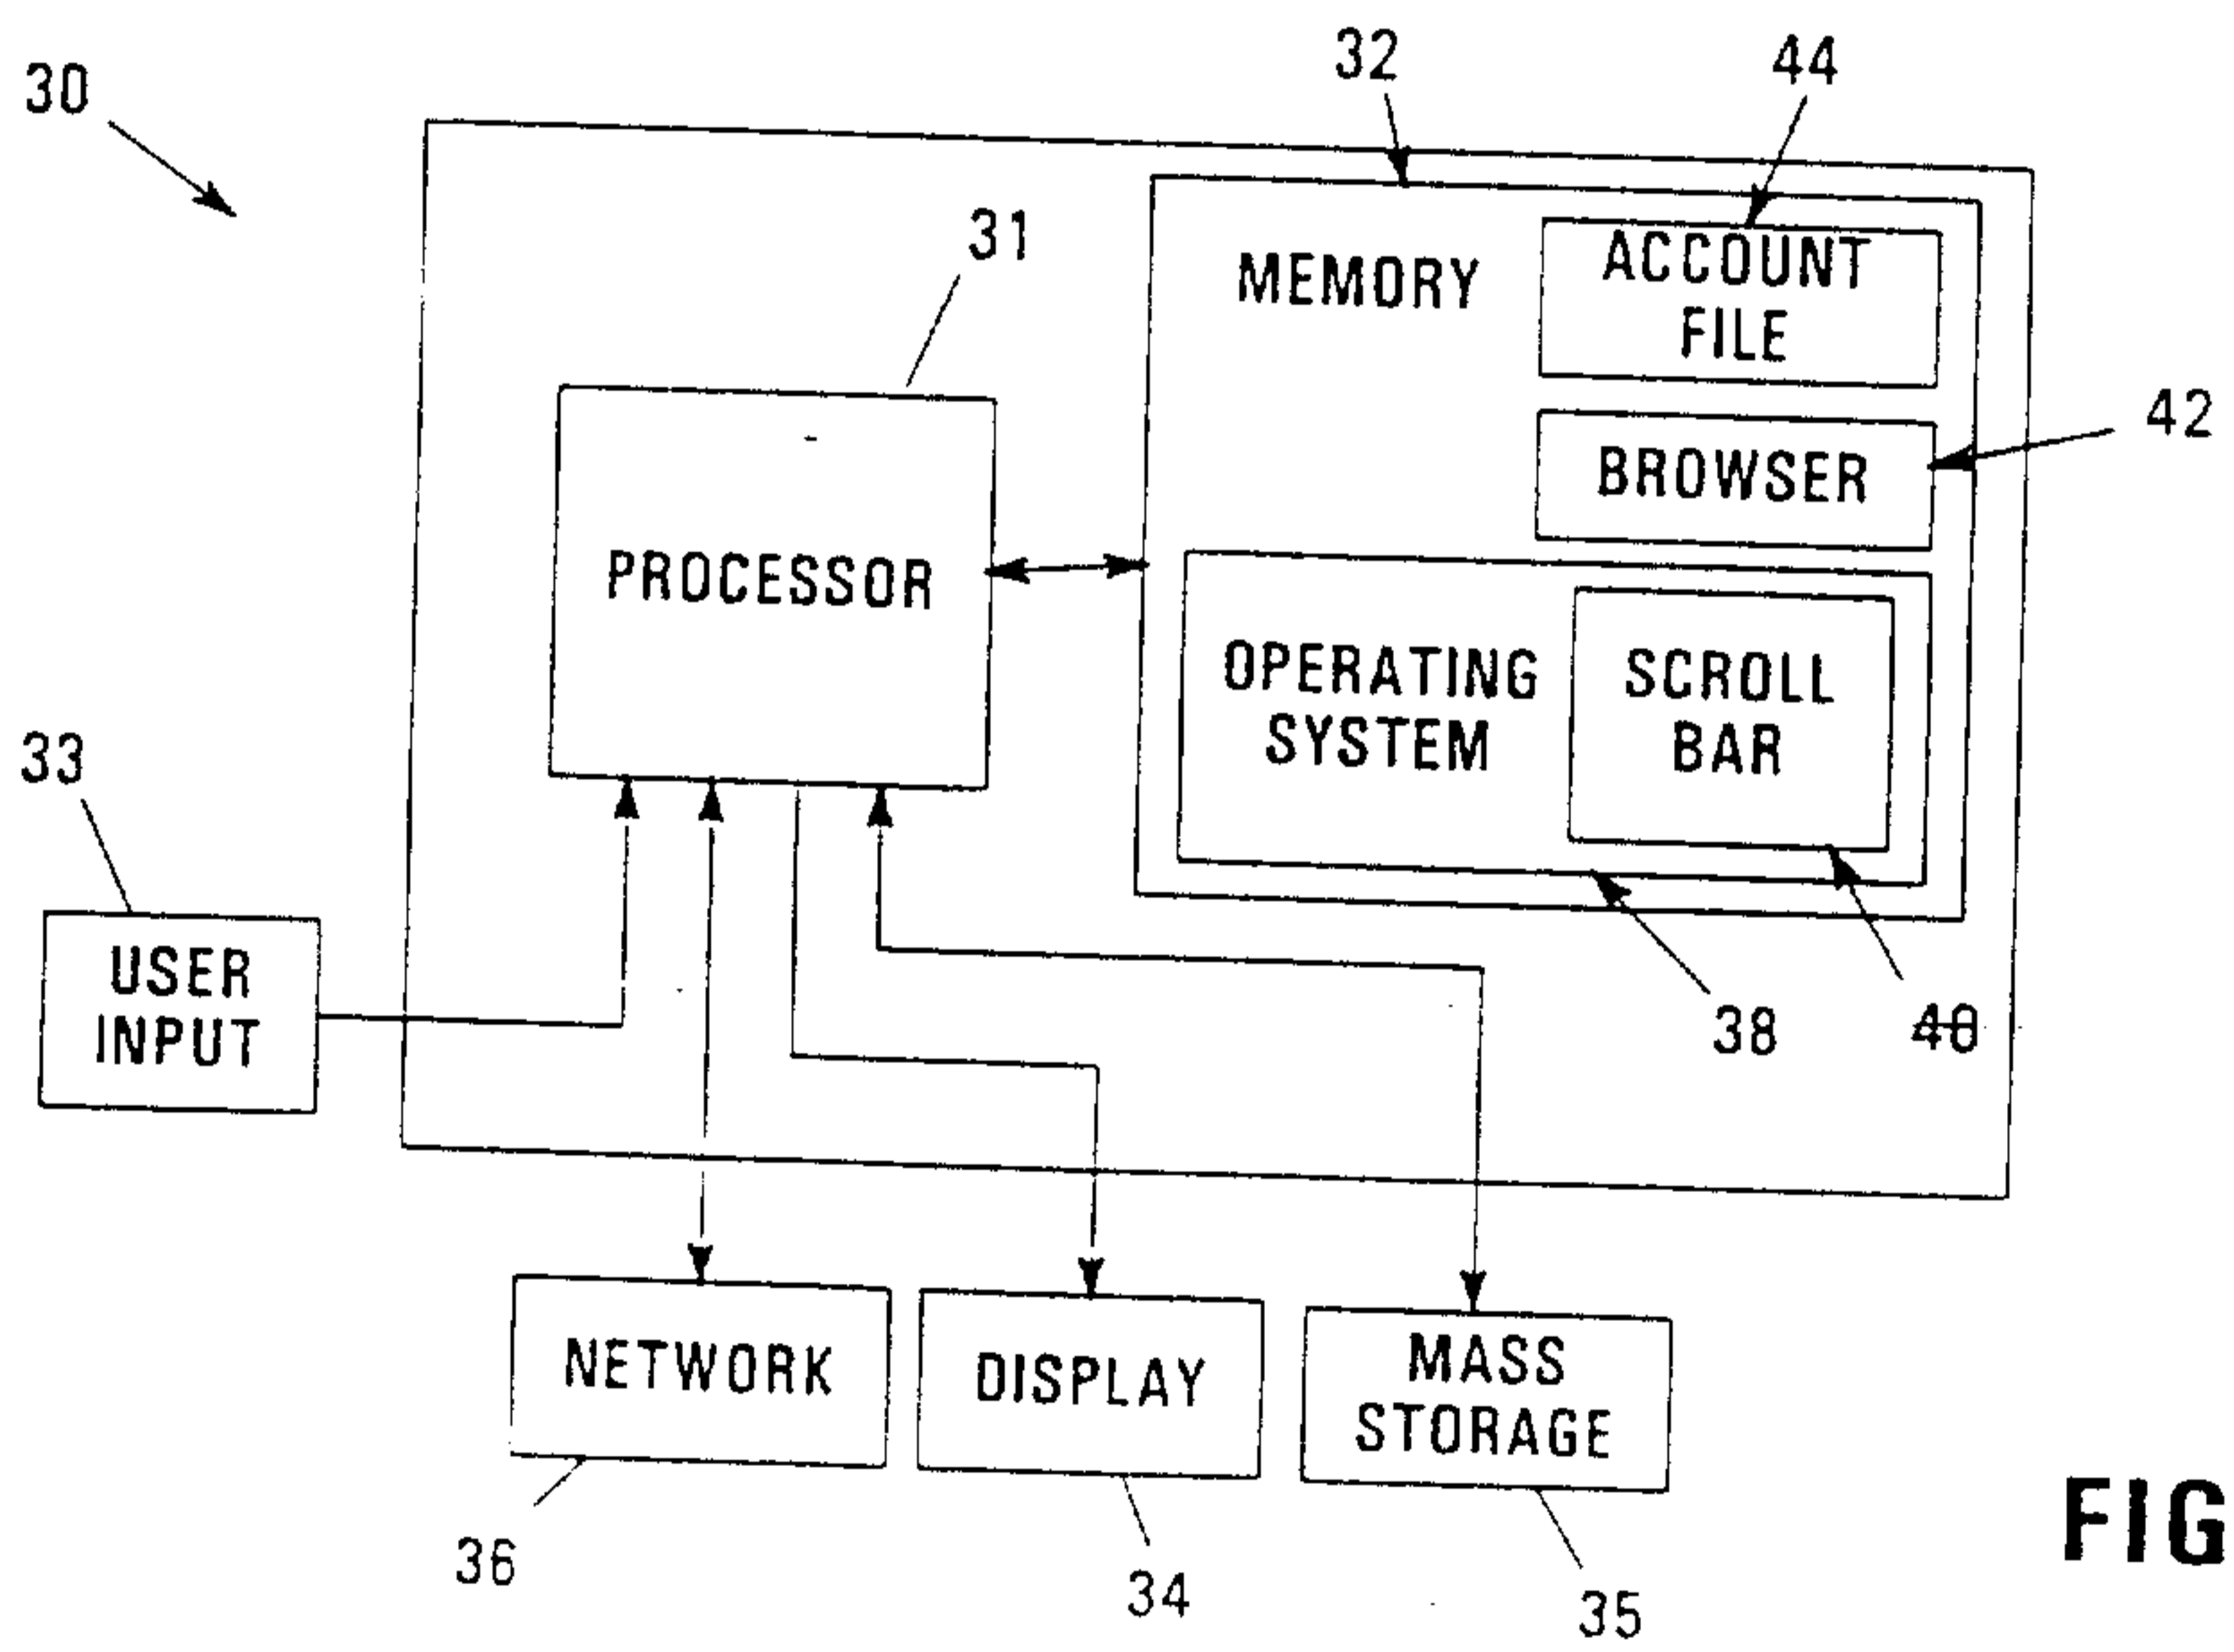 30
32
44
31
MEMORY
ACCOUNT
FILE
42
BROWSER
PROCESSOR
OPERATING
SYSTEM
SCROLL
BAR
33
USER
INPUT
38
40
NETWORK
DISPLAY
MASS
STORAGE
36
34
35
FIG